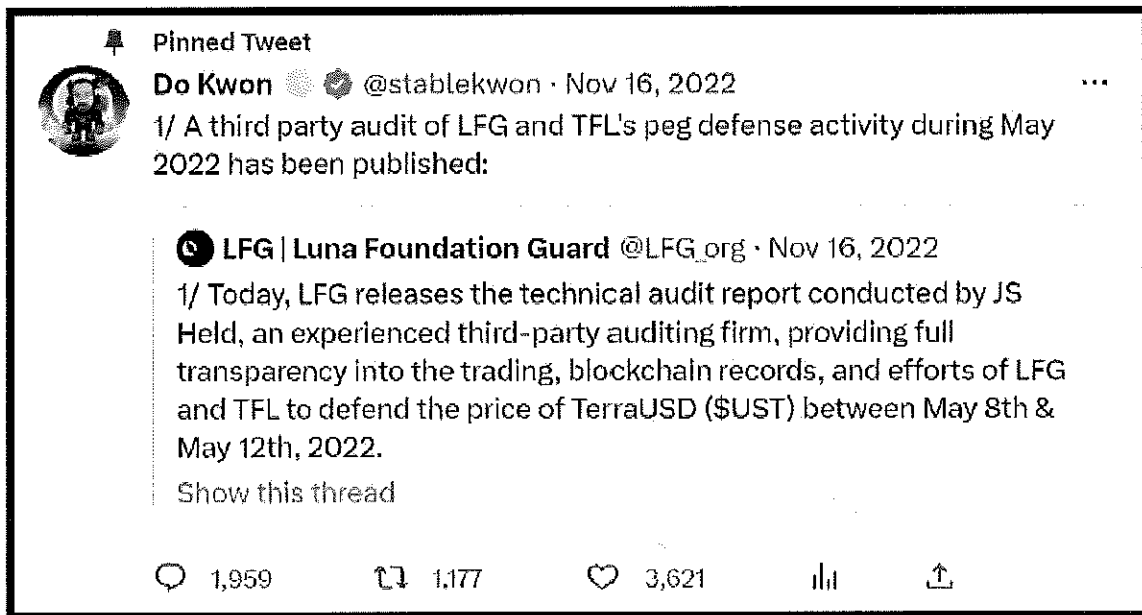 Pinned Tweet
Do Kwon @stablekwon · Nov 16, 2022
1/ A third party audit of LFG and TFL's peg defense activity during May
2022 has been published:
LFG | Luna Foundation Guard @LFG_org · Nov 16, 2022
1/ Today, LFG releases the technical audit report conducted by JS
Held, an experienced third-party auditing firm, providing full
transparency into the trading, blockchain records, and efforts of LFG
and TFL to defend the price of TerraUSD ($UST) between May 8th &
May 12th, 2022.
Show this thread
1,959 1,177 3,621